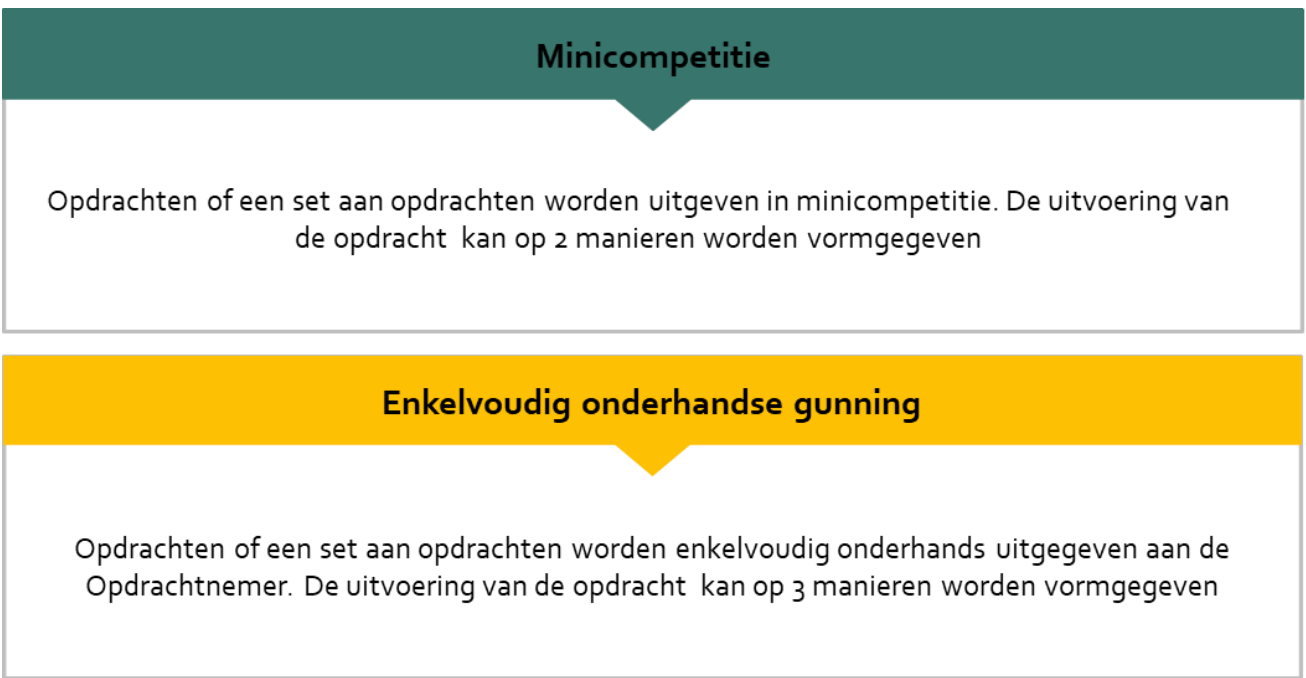 Minicompetitie
Opdrachten of een set aan opdrachten worden uitgeven in minicompetitie. De uitvoering van
de opdracht  kan op 2 manieren worden vormgegeven
Enkelvoudig onderhandse gunning
Opdrachten of een set aan opdrachten worden enkelvoudig onderhands uitgegeven aan de
Opdrachtnemer. De uitvoering van de opdracht  kan op 3 manieren worden vormgegeven